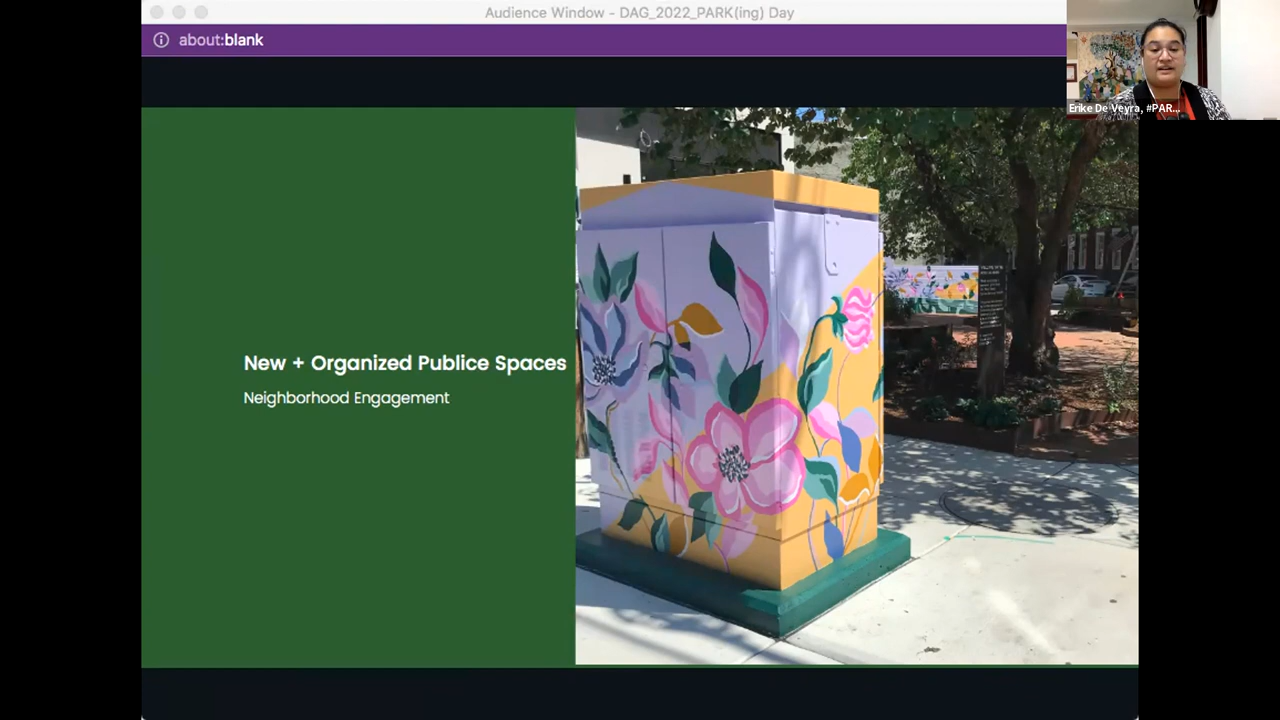 Audience Window - DAG_2022_PARK(ing) Day
about:blank
Erike De Veyra, #PAR...
New + Organized Publice Spaces
Neighborhood Engagement